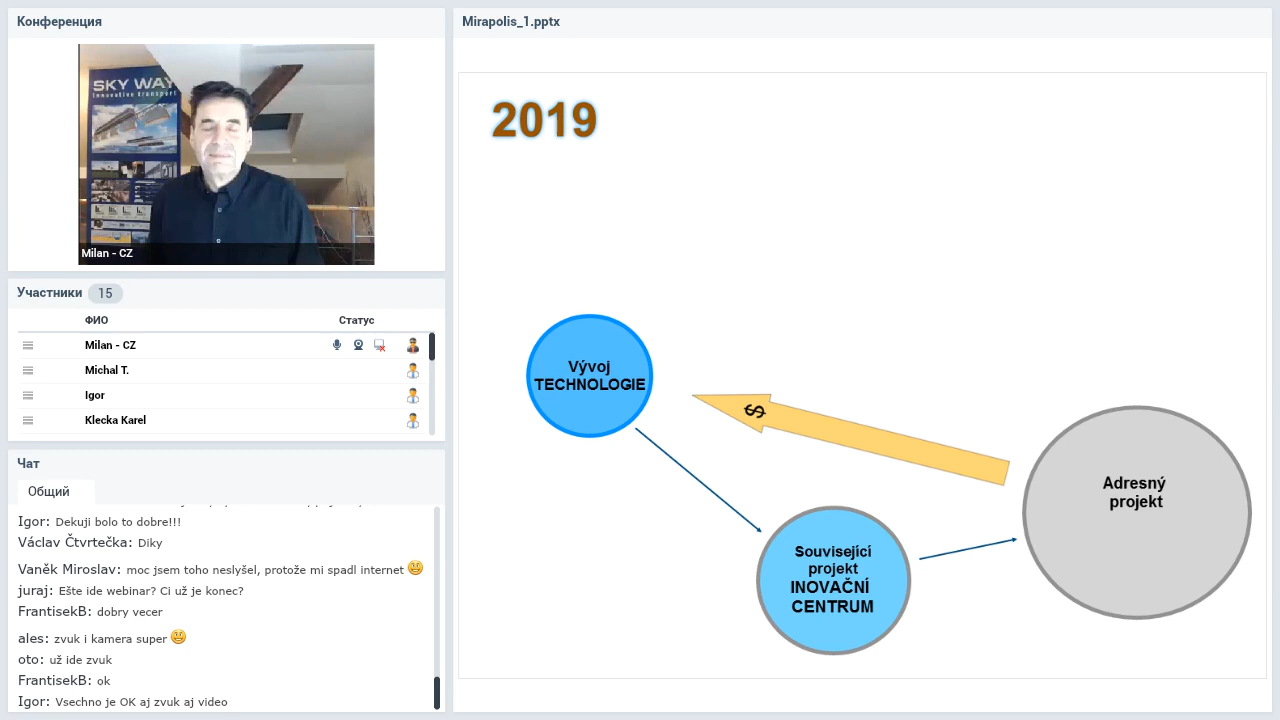 Конференция
SKY WAY
Innovative transport
Milan - CZ
Участники 15
ФИО Статус
Milan - CZ
Michal T.
Igor
Klecka Karel
Чат
Общий
Igor: Dekuji bolo to dobre!!!
Václav Čtvrtečka: Diky
Vaněk Miroslav: moc jsem toho neslyšel, protože mi spadl internet
juraj: Ešte ide webinar? Ci už je konec?
FrantisekB: dobry vecer
ales: zvuk i kamera super
oto: už ide zvuk
FrantisekB: ok
Igor: Vsechno je OK aj zvuk aj video
Mirapolis_1.pptx
2019
Vývoj
TECHNOLOGIE
$
Adresný
projekt
Související
projekt
INOVAČNÍ
CENTRUM